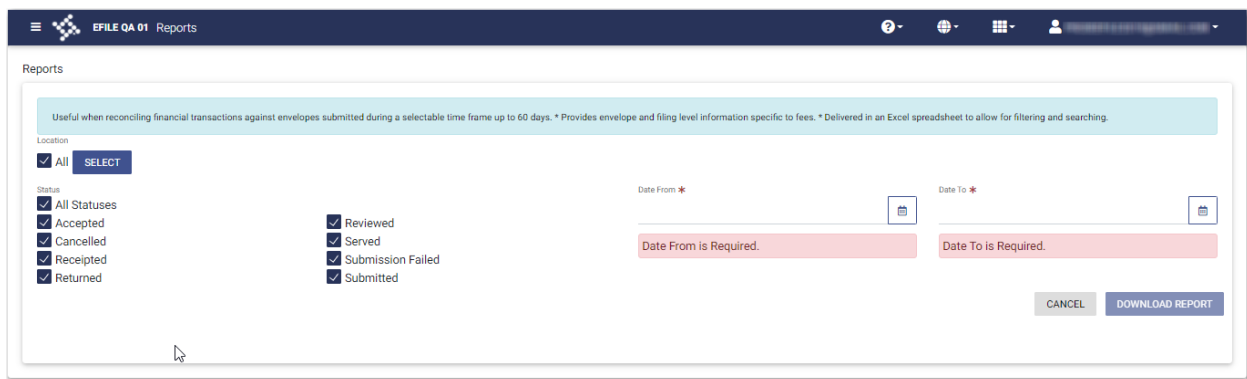 EFILE QA 01 Reports
Reports
Useful when reconciling financial transactions against envelopes submitted during a selectable time frame up to 60 days. * Provides envelope and filing level information specific to fees. * Delivered in an Excel spreadsheet to allow for filtering and searching.
Location
All SELECT
Status
All Statuses
Accepted
Cancelled
Receipted
Returned
Reviewed
Served
Submission Failed
Submitted
Date From *
Date From is Required.
Date To *
Date To is Required.
CANCEL DOWNLOAD REPORT